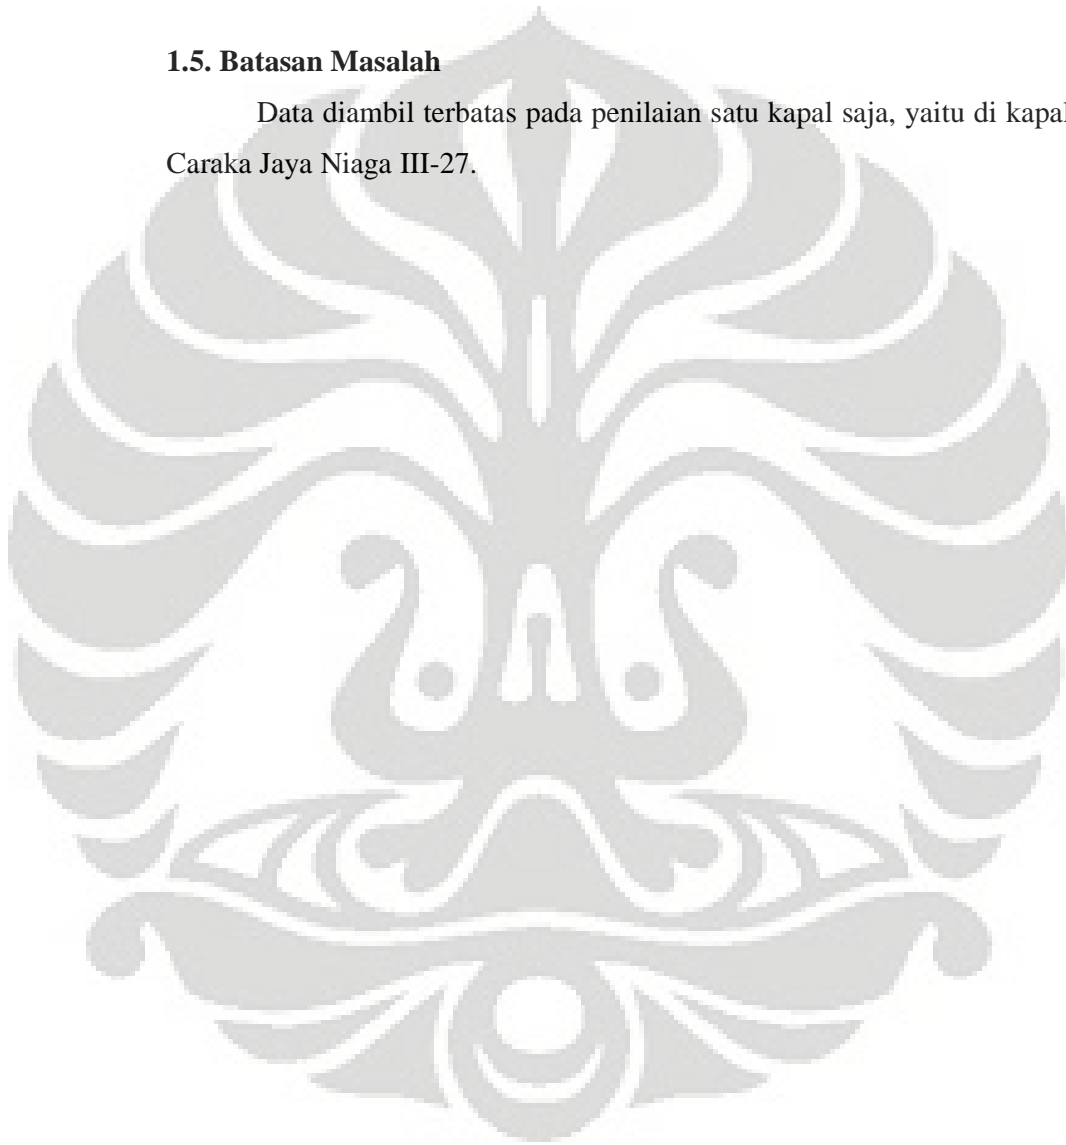 1.5. Batasan Masalah
Data diambil terbatas pada penilaian satu kapal saja, yaitu di kapal
Caraka Jaya Niaga III-27.